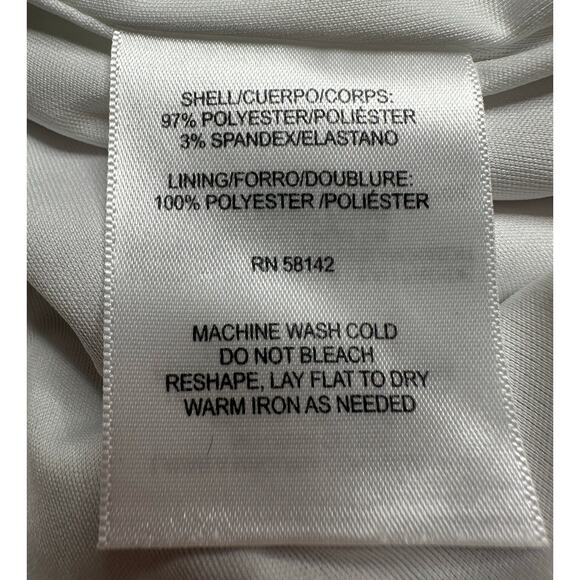 SHELL/CUERPO/CORPS:
97% POLYESTER/POLIÉSTER
3% SPANDEX/ELASTANO
LINING/FORRO/DOUBLURE:
100% POLYESTER /POLIÉSTER
RN 58142
MACHINE WASH COLD
DO NOT BLEACH
RESHAPE, LAY FLAT TO DRY
WARM IRON AS NEEDED